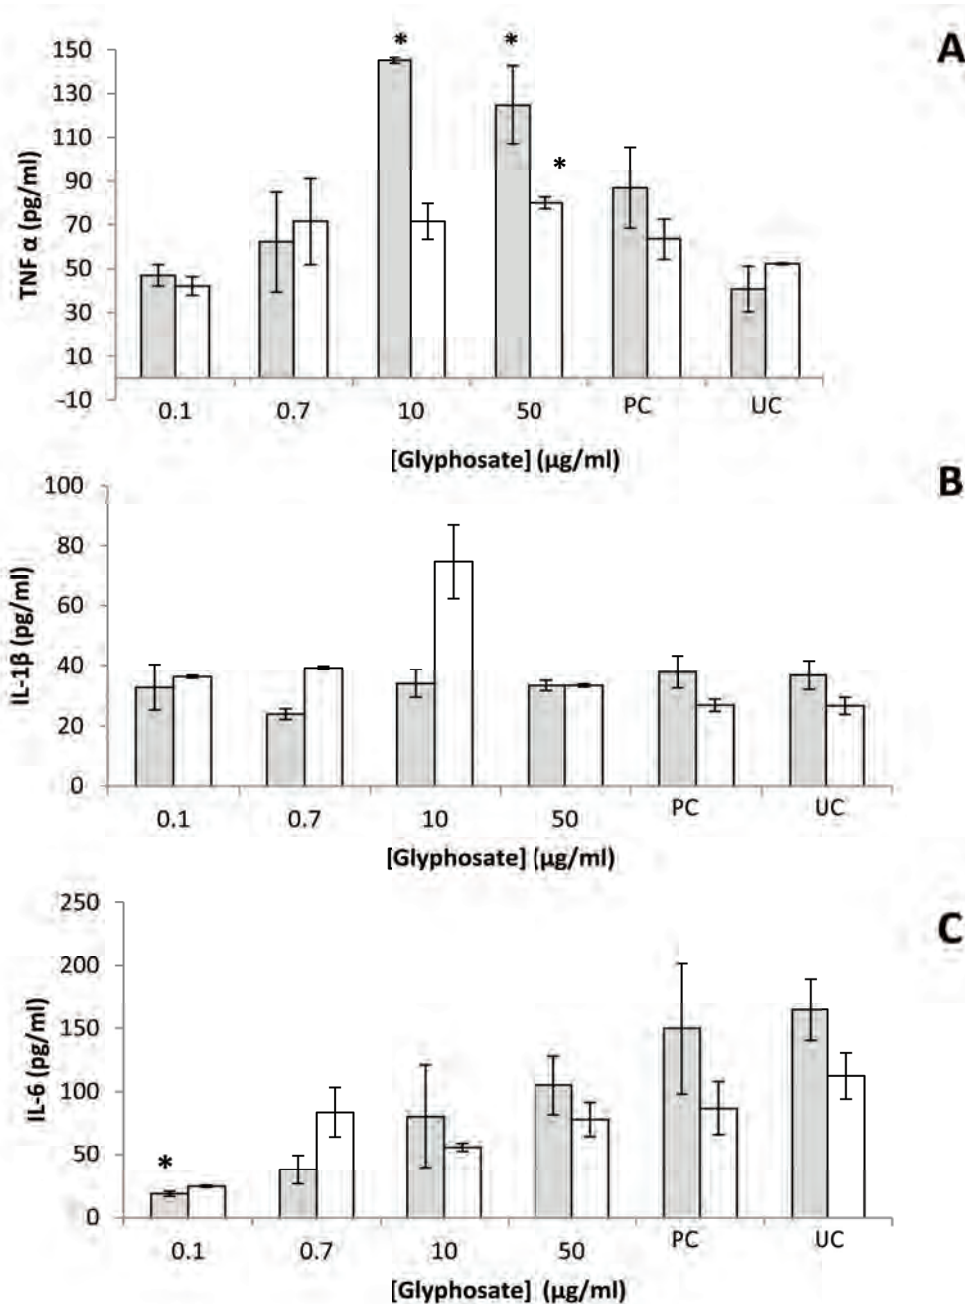 A
*
*
150
130
110
90
70
50
30
10
-10
*
TNF α (pg/ml)
0.1 0.7 10 50 PC UC
[Glyphosate] (µg/ml)
B
100
80
60
40
20
0
IL-1β (pg/ml)
0.1 0.7 10 50 PC UC
[Glyphosate] (µg/ml)
C
250
200
150
100
50
0
*
IL-6 (pg/ml)
0.1 0.7 10 50 PC UC
[Glyphosate] (µg/ml)